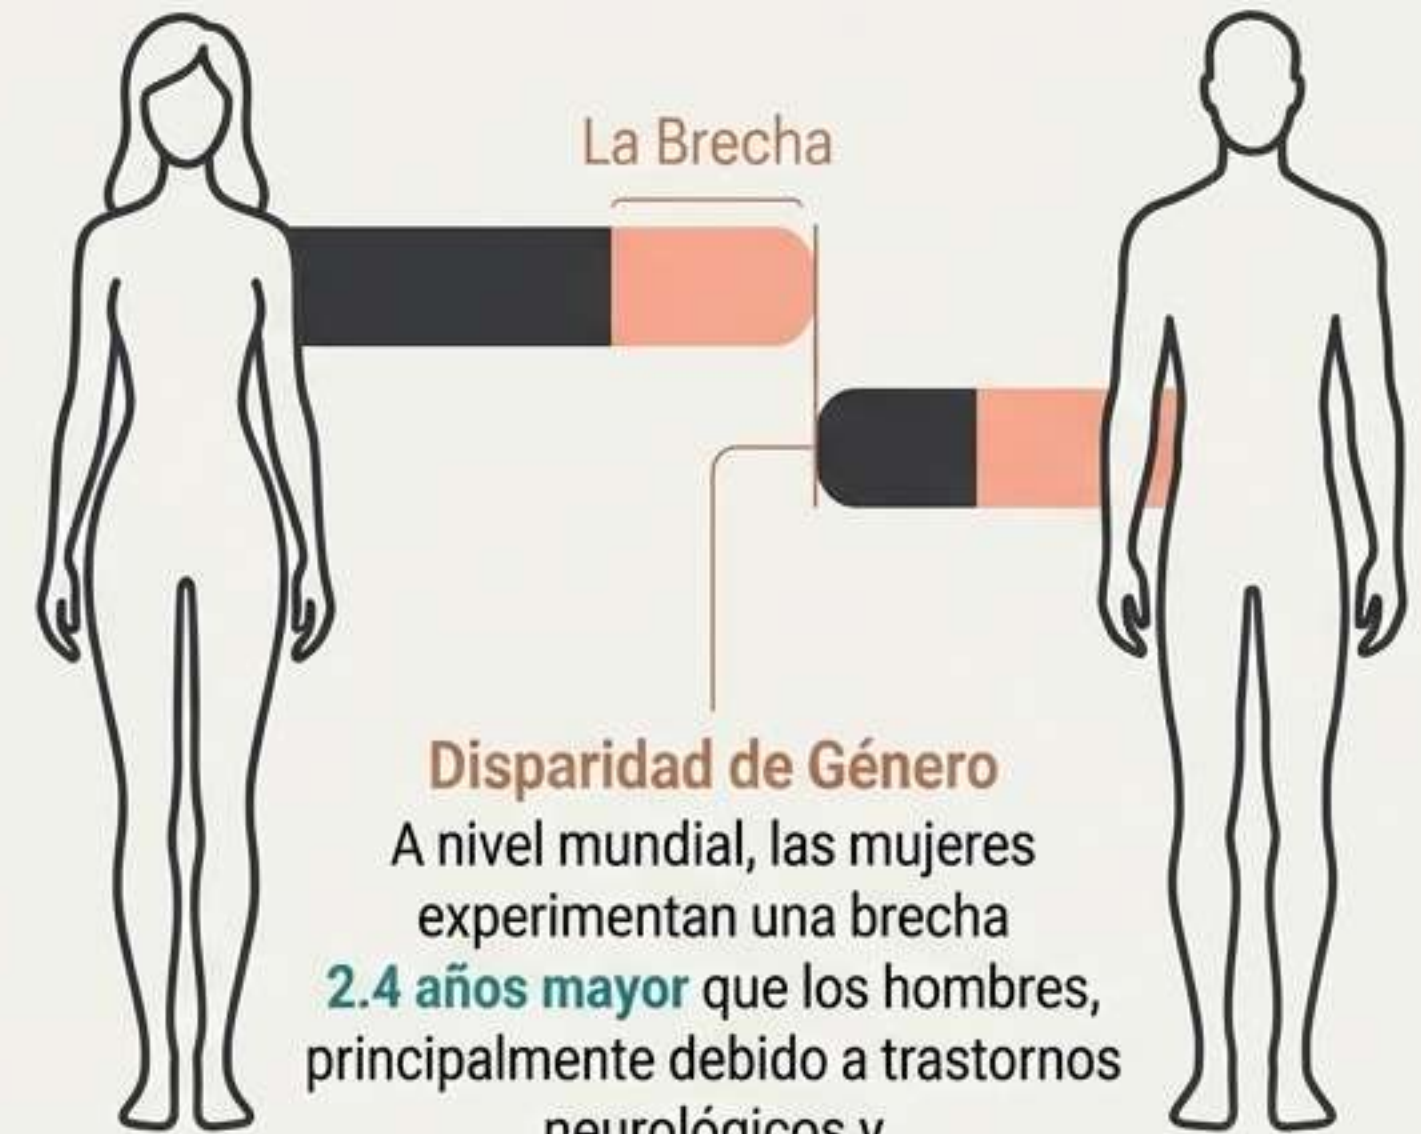 La Brecha
Disparidad de Género
A nivel mundial, las mujeres
experimentan una brecha
2.4 años mayor que los hombres,
principalmente debido a trastornos
neurológicos y